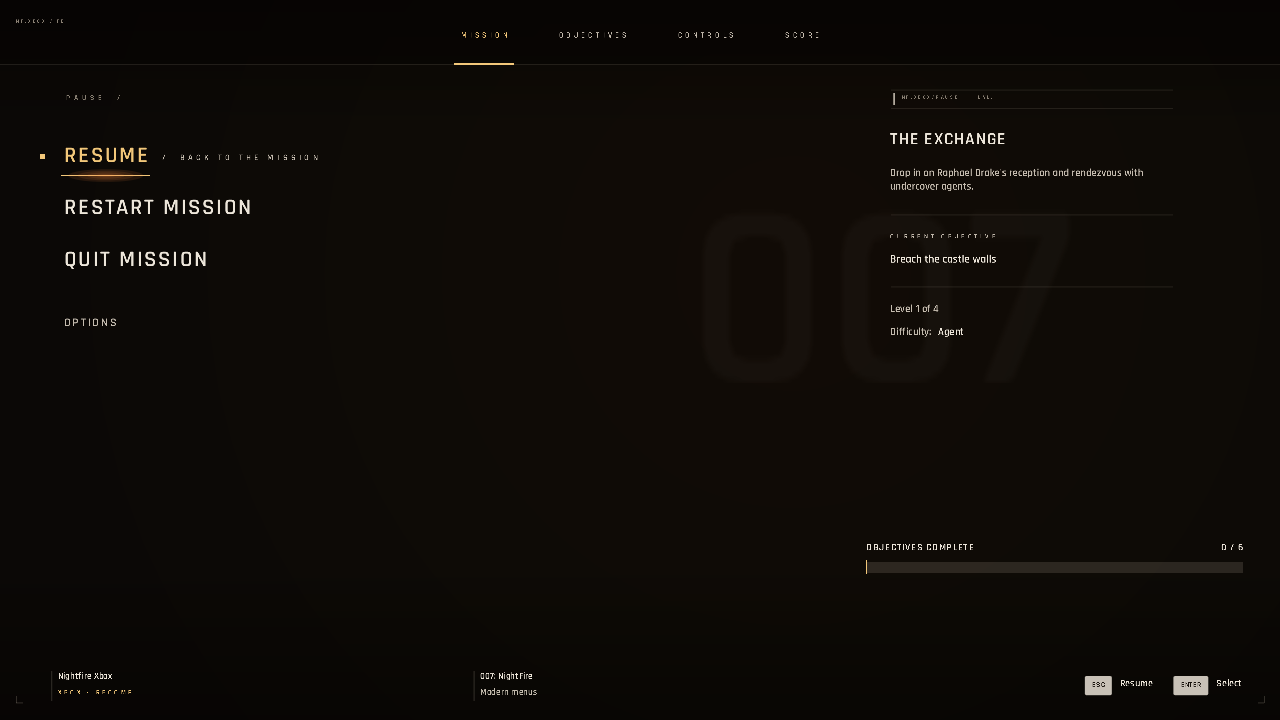 MISSION
OBJECTIVES
CONTROLS
SCORE
PAUSE /
RESUME / BACK TO THE MISSION
RESTART MISSION
QUIT MISSION
OPTIONS
THE EXCHANGE
Drop in on Raphael Drake's reception and rendezvous with
undercover agents.
CURRENT OBJECTIVE
Breach the castle walls
Level 1 of 4
Difficulty: Agent
007
OBJECTIVES COMPLETE 0 / 6
Nightfire Xbox
XBOX · RECOMP
007: NightFire
Modern menus
ESC Resume
ENTER Select